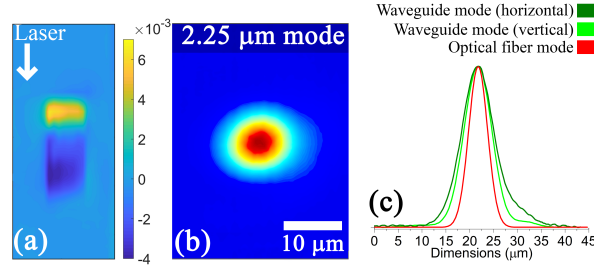 Laser
×10⁻³
6
4
2
0
-2
-4
(a)
2.25 µm mode
10 µm
(b)
Waveguide mode (horizontal)
Waveguide mode (vertical)
Optical fiber mode
(c)
0 5 10 15 20 25 30 35 40 45
Dimensions (µm)